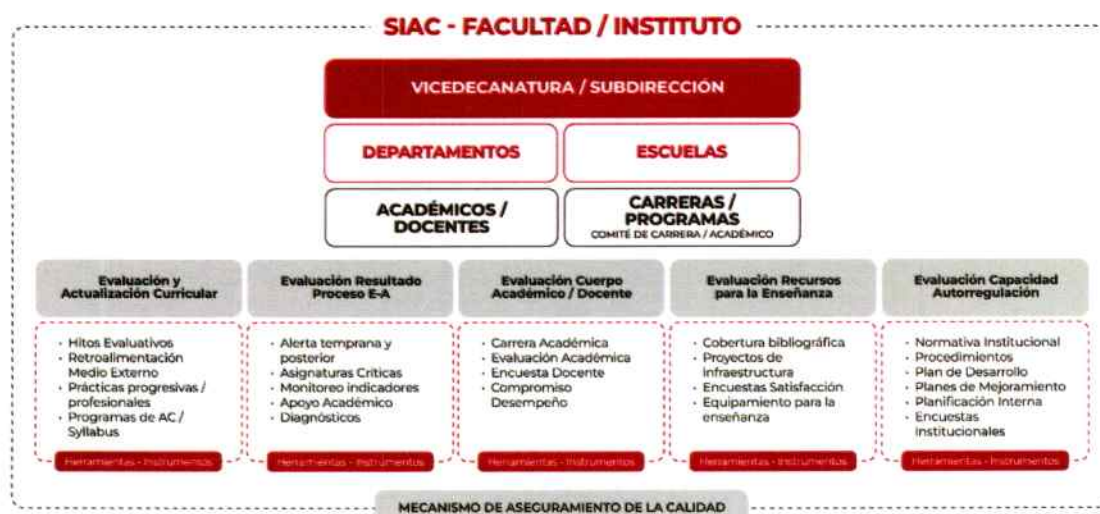 SIAC - FACULTAD / INSTITUTO
VICEDECANATURA / SUBDIRECCIÓN
DEPARTAMENTOS
ESCUELAS
ACADÉMICOS /
DOCENTES
CARRERAS /
PROGRAMAS
COMITÉ DE CARRERA / ACADÉMICO
Evaluación y
Actualización Curricular
• Hitos Evaluativos
• Retroalimentación
Medio Externo
• Prácticas progresivas /
profesionales
• Programas de AC /
Syllabus
Herramientas - Instrumentos
Evaluación Resultado
Proceso E-A
• Alerta temprana y
posterior
• Asignaturas Críticas
• Monitoreo indicadores
• Apoyo Académico
• Diagnósticos
Herramientas - Instrumentos
Evaluación Cuerpo
Académico / Docente
• Carrera Académica
• Evaluación Académica
• Encuesta Docente
• Compromiso
Desempeño
Herramientas - Instrumentos
Evaluación Recursos
para la Enseñanza
• Cobertura bibliográfica
• Proyectos de
infraestructura
• Encuestas Satisfacción
• Equipamiento para la
enseñanza
Herramientas - Instrumentos
Evaluación Capacidad
Autorregulación
• Normativa Institucional
• Procedimientos
• Plan de Desarrollo
• Planes de Mejoramiento
• Planificación Interna
• Encuestas
Institucionales
Herramientas - Instrumentos
MECANISMO DE ASEGURAMIENTO DE LA CALIDAD